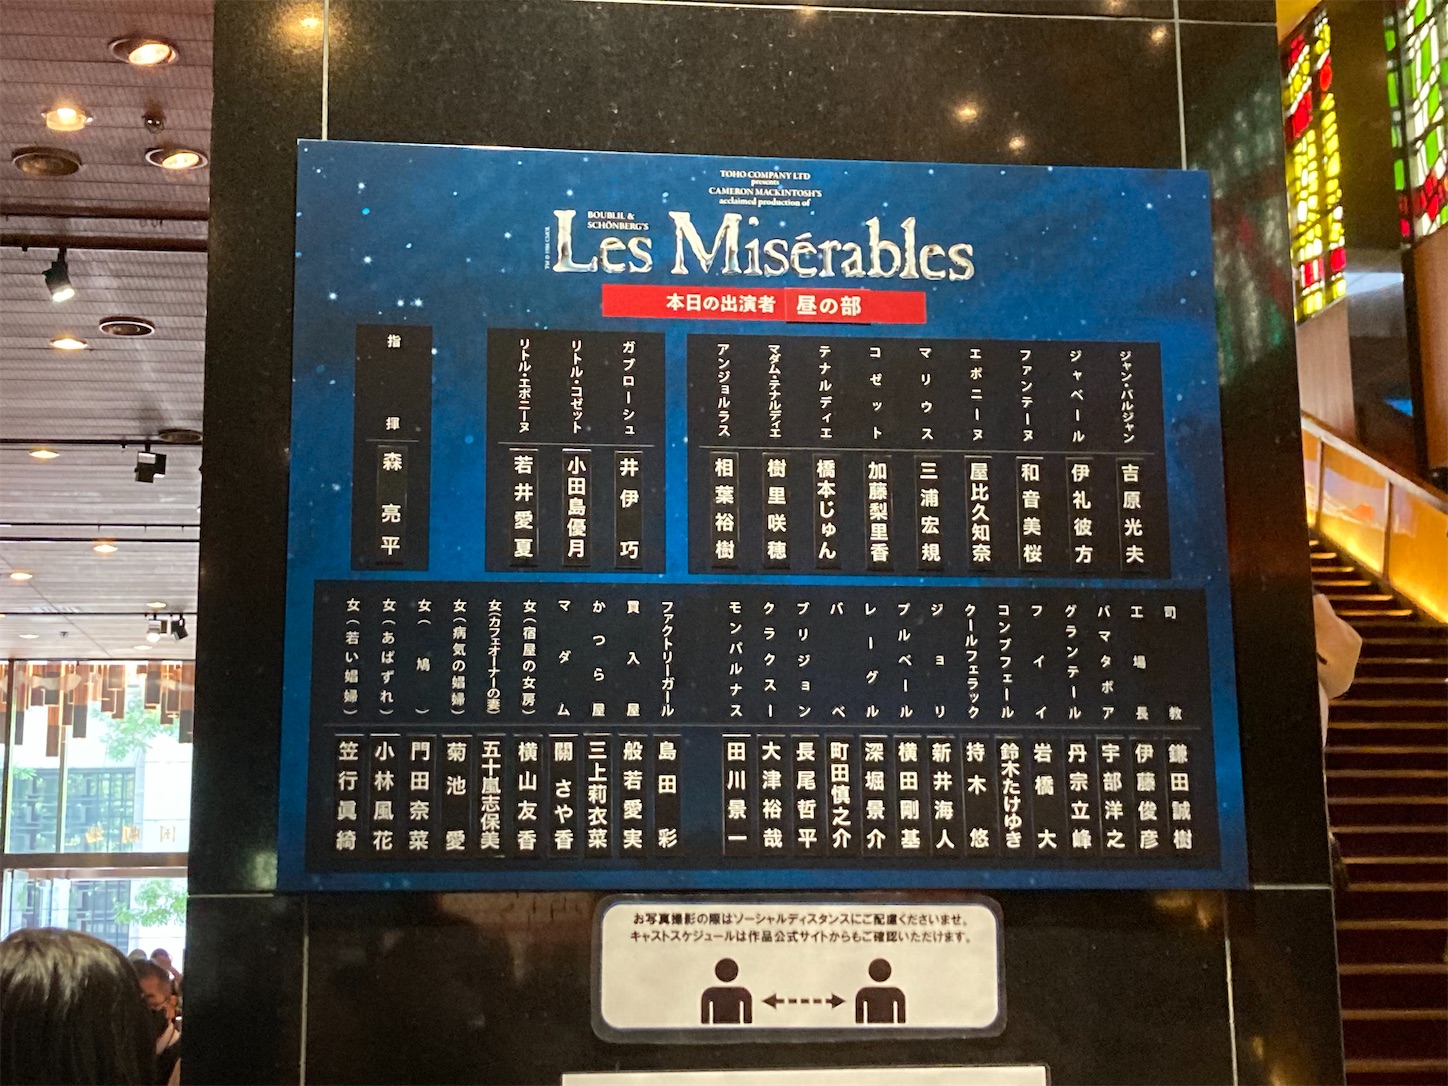 TOHO COMPANY LTD
presents
CAMERON MACKINTOSH'S
acclaimed production of
BOUBLIL &
SCHÖNBERG'S
Les Misérables
本日の出演者 昼の部
ジャン・バルジャン 吉原光夫
ジャベール 伊礼彼方
ファンテーヌ 和音美桜
エポニーヌ 屋比久知奈
マリウス 三浦宏規
コゼット 加藤梨里香
テナルディエ 橋本じゅん
マダム・テナルディエ 樹里咲穂
アンジョルラス 相葉裕樹
ガブローシュ 井伊巧
リトル・コゼット 小田島優月
リトル・エポニーヌ 若井愛夏
指揮 森亮平
司教 鎌田誠樹
工場長 伊藤俊彦
バマタボア 宇部洋之
グランテール 丹宗立峰
フイイ 岩橋大
コンブフェール 鈴木たけゆき
クールフェラック 持木悠
ジョリ 新井海人
プルベール 横田剛基
レーグル 深堀景介
バベ 町田慎之介
ブリジョン 長尾哲平
クラクスー 大津裕哉
モンパルナス 田川景一
ファクトリーガール 島田彩
買入屋 般若愛実
かつら屋 三上莉衣菜
マダム 關さや香
女(宿屋の女房) 横山友香
女(カフェオーナーの妻) 五十嵐志保美
女(病気の娼婦) 菊池愛
女(鳩) 門田奈菜
女(あばずれ) 小林風花
女(若い娼婦) 笠行眞綺
お写真撮影の際はソーシャルディスタンスにご配慮くださいませ。
キャストスケジュールは作品公式サイトからもご確認いただけます。